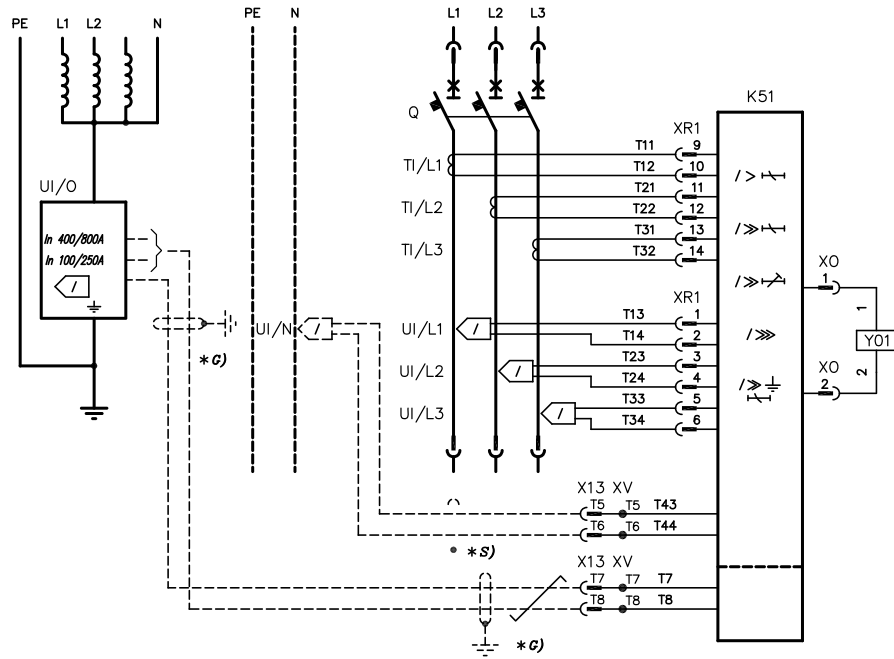 PE L1 L2 N PE N L1 L2 L3
K51
Q
XR1
T11 9
TI/L1 T12 10
T21 11
UI/O TI/L2 T22 12
T31 13
In 400/800A TI/L3 T32 14
In 100/250A
XO
1
XR1
T13 1
UI/N UI/L1 T14 2
1
*G) T23 3
Y01
UI/L2 T24 4
2
XO
2
T33 5
UI/L3 T34 6
X13 XV
T5 T5 T43
T6 T6 T44
*S)
X13 XV
T7 T7 T7
T8 T8 T8
*G)